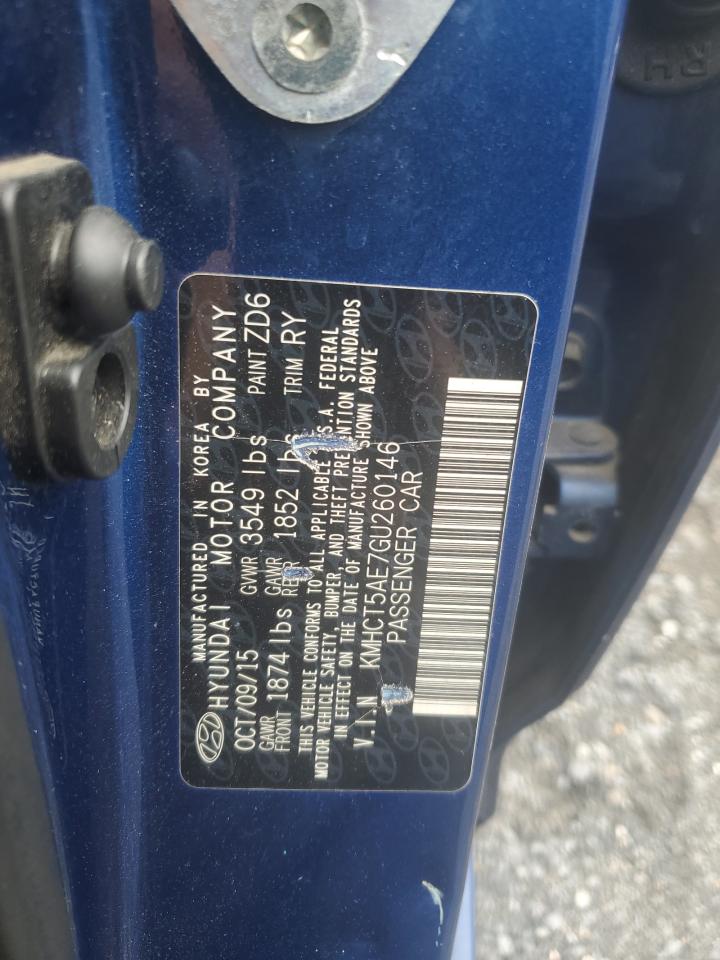 MANUFACTURED IN KOREA BY
HYUNDAI MOTOR COMPANY
OCT/09/15 GVWR 3549 lbs PAINT ZD6
GAWR FRONT 1874 lbs GAWR REAR 1852 lbs TRIM RY
THIS VEHICLE CONFORMS TO ALL APPLICABLE U.S.A. FEDERAL
MOTOR VEHICLE SAFETY, BUMPER, AND THEFT PREVENTION STANDARDS
IN EFFECT ON THE DATE OF MANUFACTURE SHOWN ABOVE
V.I.N KMHCT5AE7GU260146
PASSENGER CAR
RH